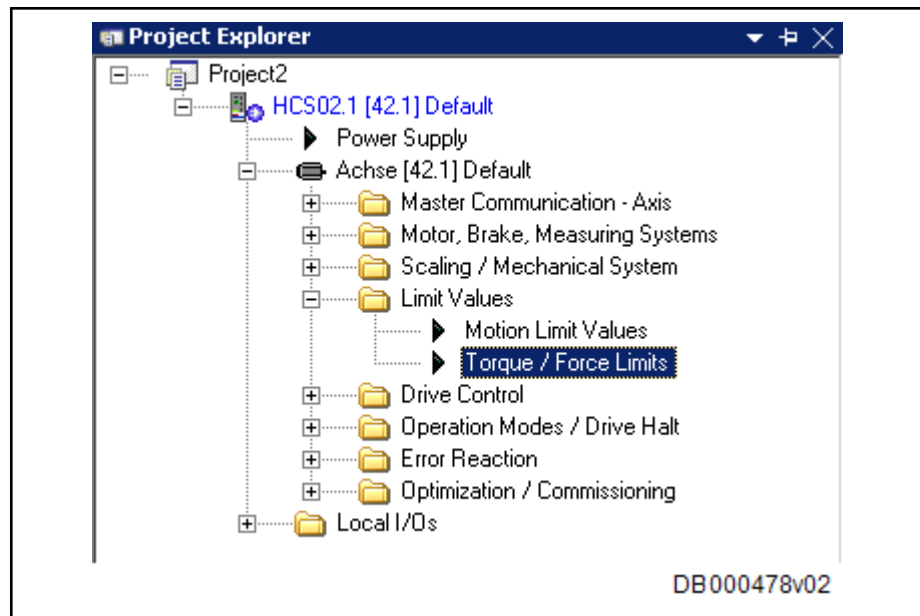 Project Explorer
Project2
HCS02.1 [42.1] Default
Power Supply
Achse [42.1] Default
Master Communication - Axis
Motor, Brake, Measuring Systems
Scaling / Mechanical System
Limit Values
Motion Limit Values
Torque / Force Limits
Drive Control
Operation Modes / Drive Halt
Error Reaction
Optimization / Commissioning
Local I/Os
DB000478v02